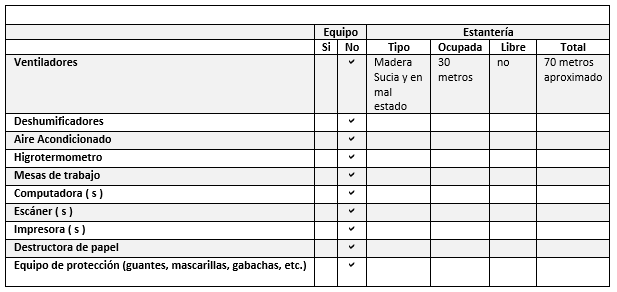 Equipo Estantería
Si No Tipo Ocupada Libre Total
Ventiladores ✓ Madera 30 no 70 metros
Sucia y en metros aproximado
mal
estado
Deshumificadores ✓
Aire Acondicionado ✓
Higrotermometro ✓
Mesas de trabajo ✓
Computadora ( s ) ✓
Escáner ( s ) ✓
Impresora ( s ) ✓
Destructora de papel ✓
Equipo de protección (guantes, mascarillas, gabachas, etc.) ✓